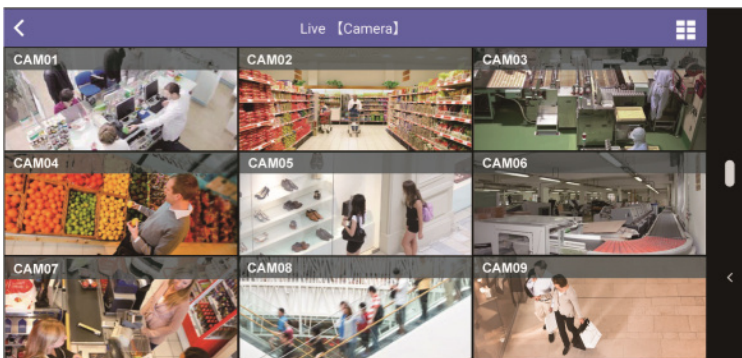 Live 【Camera】
CAM01 CAM02 CAM03
CAM04 CAM05 CAM06
CAM07 CAM08 CAM09